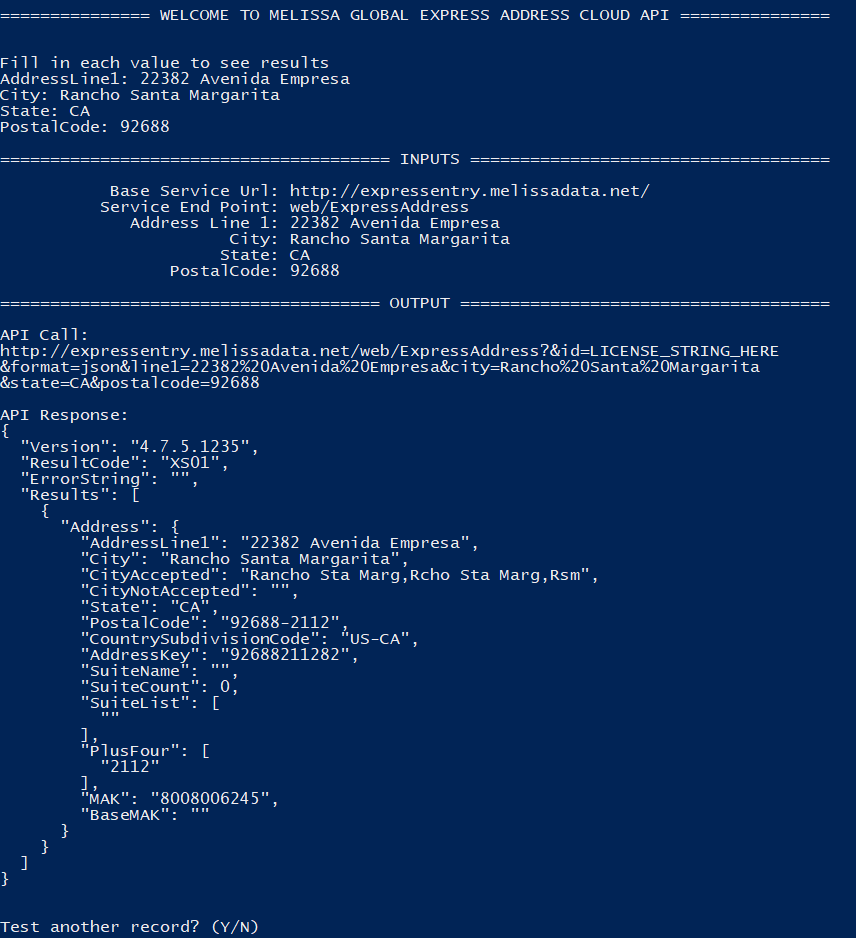 =============== WELCOME TO MELISSA GLOBAL EXPRESS ADDRESS CLOUD API ===============
Fill in each value to see results
AddressLine1: 22382 Avenida Empresa
City: Rancho Santa Margarita
State: CA
PostalCode: 92688
======================================= INPUTS ====================================
Base Service Url: http://expressentry.melissadata.net/
Service End Point: web/ExpressAddress
Address Line 1: 22382 Avenida Empresa
City: Rancho Santa Margarita
State: CA
PostalCode: 92688
====================================== OUTPUT =====================================
API Call:
http://expressentry.melissadata.net/web/ExpressAddress?&id=LICENSE_STRING_HERE
&format=json&line1=22382%20Avenida%20Empresa&city=Rancho%20Santa%20Margarita
&state=CA&postalcode=92688
API Response:
{
  "Version": "4.7.5.1235",
  "ResultCode": "XS01",
  "ErrorString": "",
  "Results": [
    {
      "Address": {
        "AddressLine1": "22382 Avenida Empresa",
        "City": "Rancho Santa Margarita",
        "CityAccepted": "Rancho Sta Marg,Rcho Sta Marg,Rsm",
        "CityNotAccepted": "",
        "State": "CA",
        "PostalCode": "92688-2112",
        "CountrySubdivisionCode": "US-CA",
        "AddressKey": "92688211282",
        "SuiteName": "",
        "SuiteCount": 0,
        "SuiteList": [
          ""
        ],
        "PlusFour": [
          "2112"
        ],
        "MAK": "8008006245",
        "BaseMAK": ""
      }
    }
  ]
}
Test another record? (Y/N)